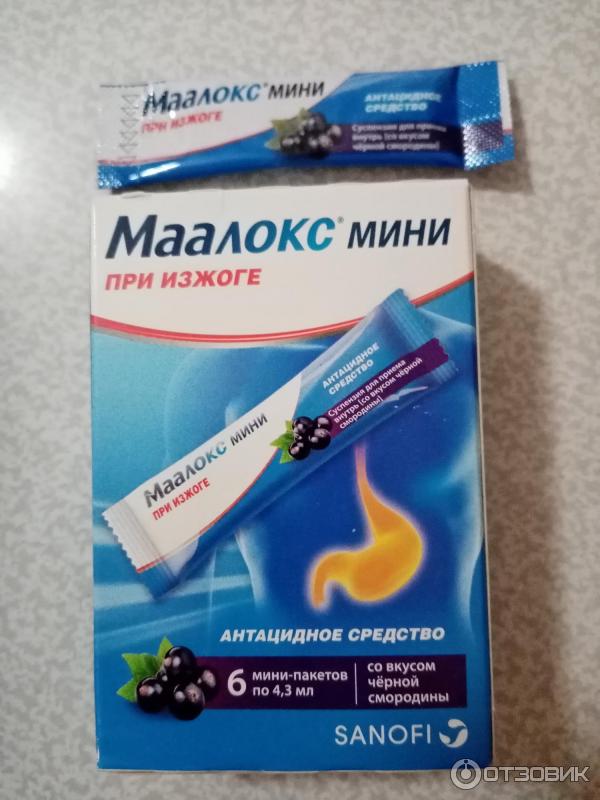 Маалокс® мини
при изжоге
антацидное
средство
Суспензия для приема
внутрь (со вкусом
чёрной смородины)
Маалокс® мини
при изжоге
Антацидное
средство
Суспензия для приема
внутрь (со вкусом чёрной
смородины)
Маалокс мини
при изжоге
АНТАЦИДНОЕ СРЕДСТВО
6 мини-пакетов
по 4,3 мл
со вкусом
чёрной
смородины
SANOFI
ОТЗОВИК